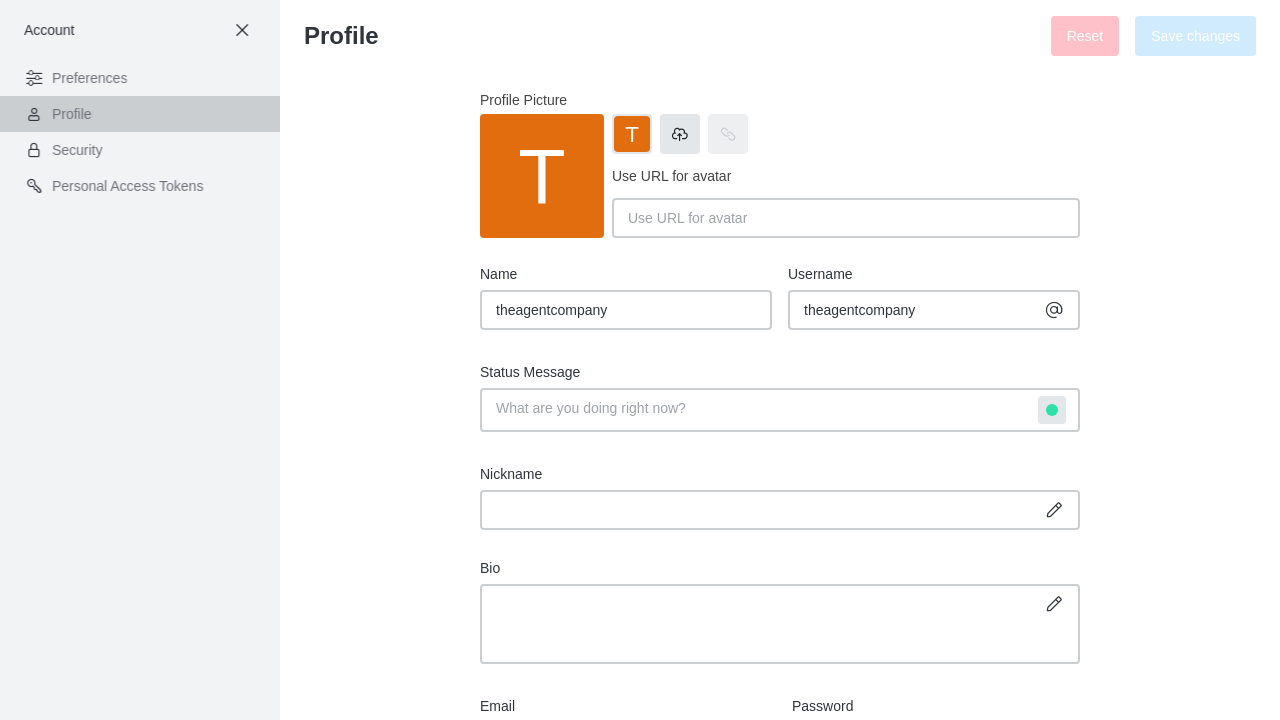 Account
Preferences
Profile
Security
Personal Access Tokens
Profile
Reset
Save changes
Profile Picture
T
T
Use URL for avatar
Use URL for avatar
Name
Username
theagentcompany
theagentcompany
Status Message
What are you doing right now?
Nickname
Bio
Email
Password